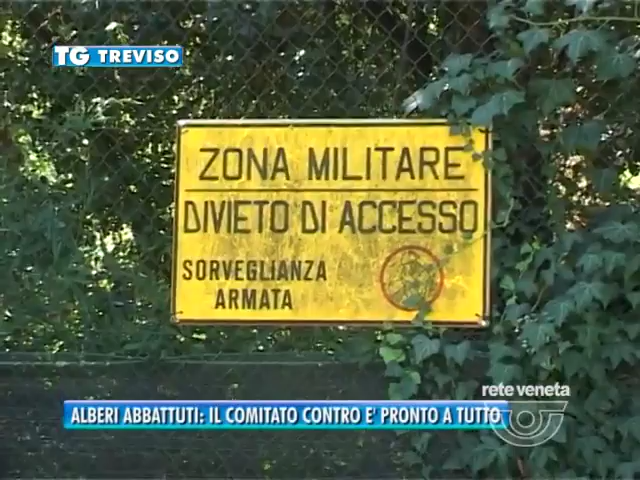 TG TREVISO
ZONA MILITARE
DIVIETO DI ACCESSO
SORVEGLIANZA
ARMATA
rete veneta
ALBERI ABBATTUTI: IL COMITATO CONTRO E' PRONTO A TUTTO